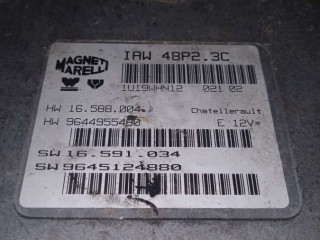 MAGNETI MARELLI
IAW 48P2.3C
1U19WHN12 021 02
HW 16.588.004 Chatellerault
HW 9644955480 E 12V=
SW 16.591.034
SW 9645124880